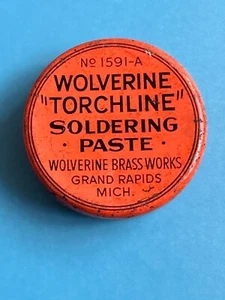 No 1591-A
WOLVERINE
"TORCHLINE"
SOLDERING
· PASTE ·
WOLVERINE BRASS WORKS
GRAND RAPIDS
MICH.